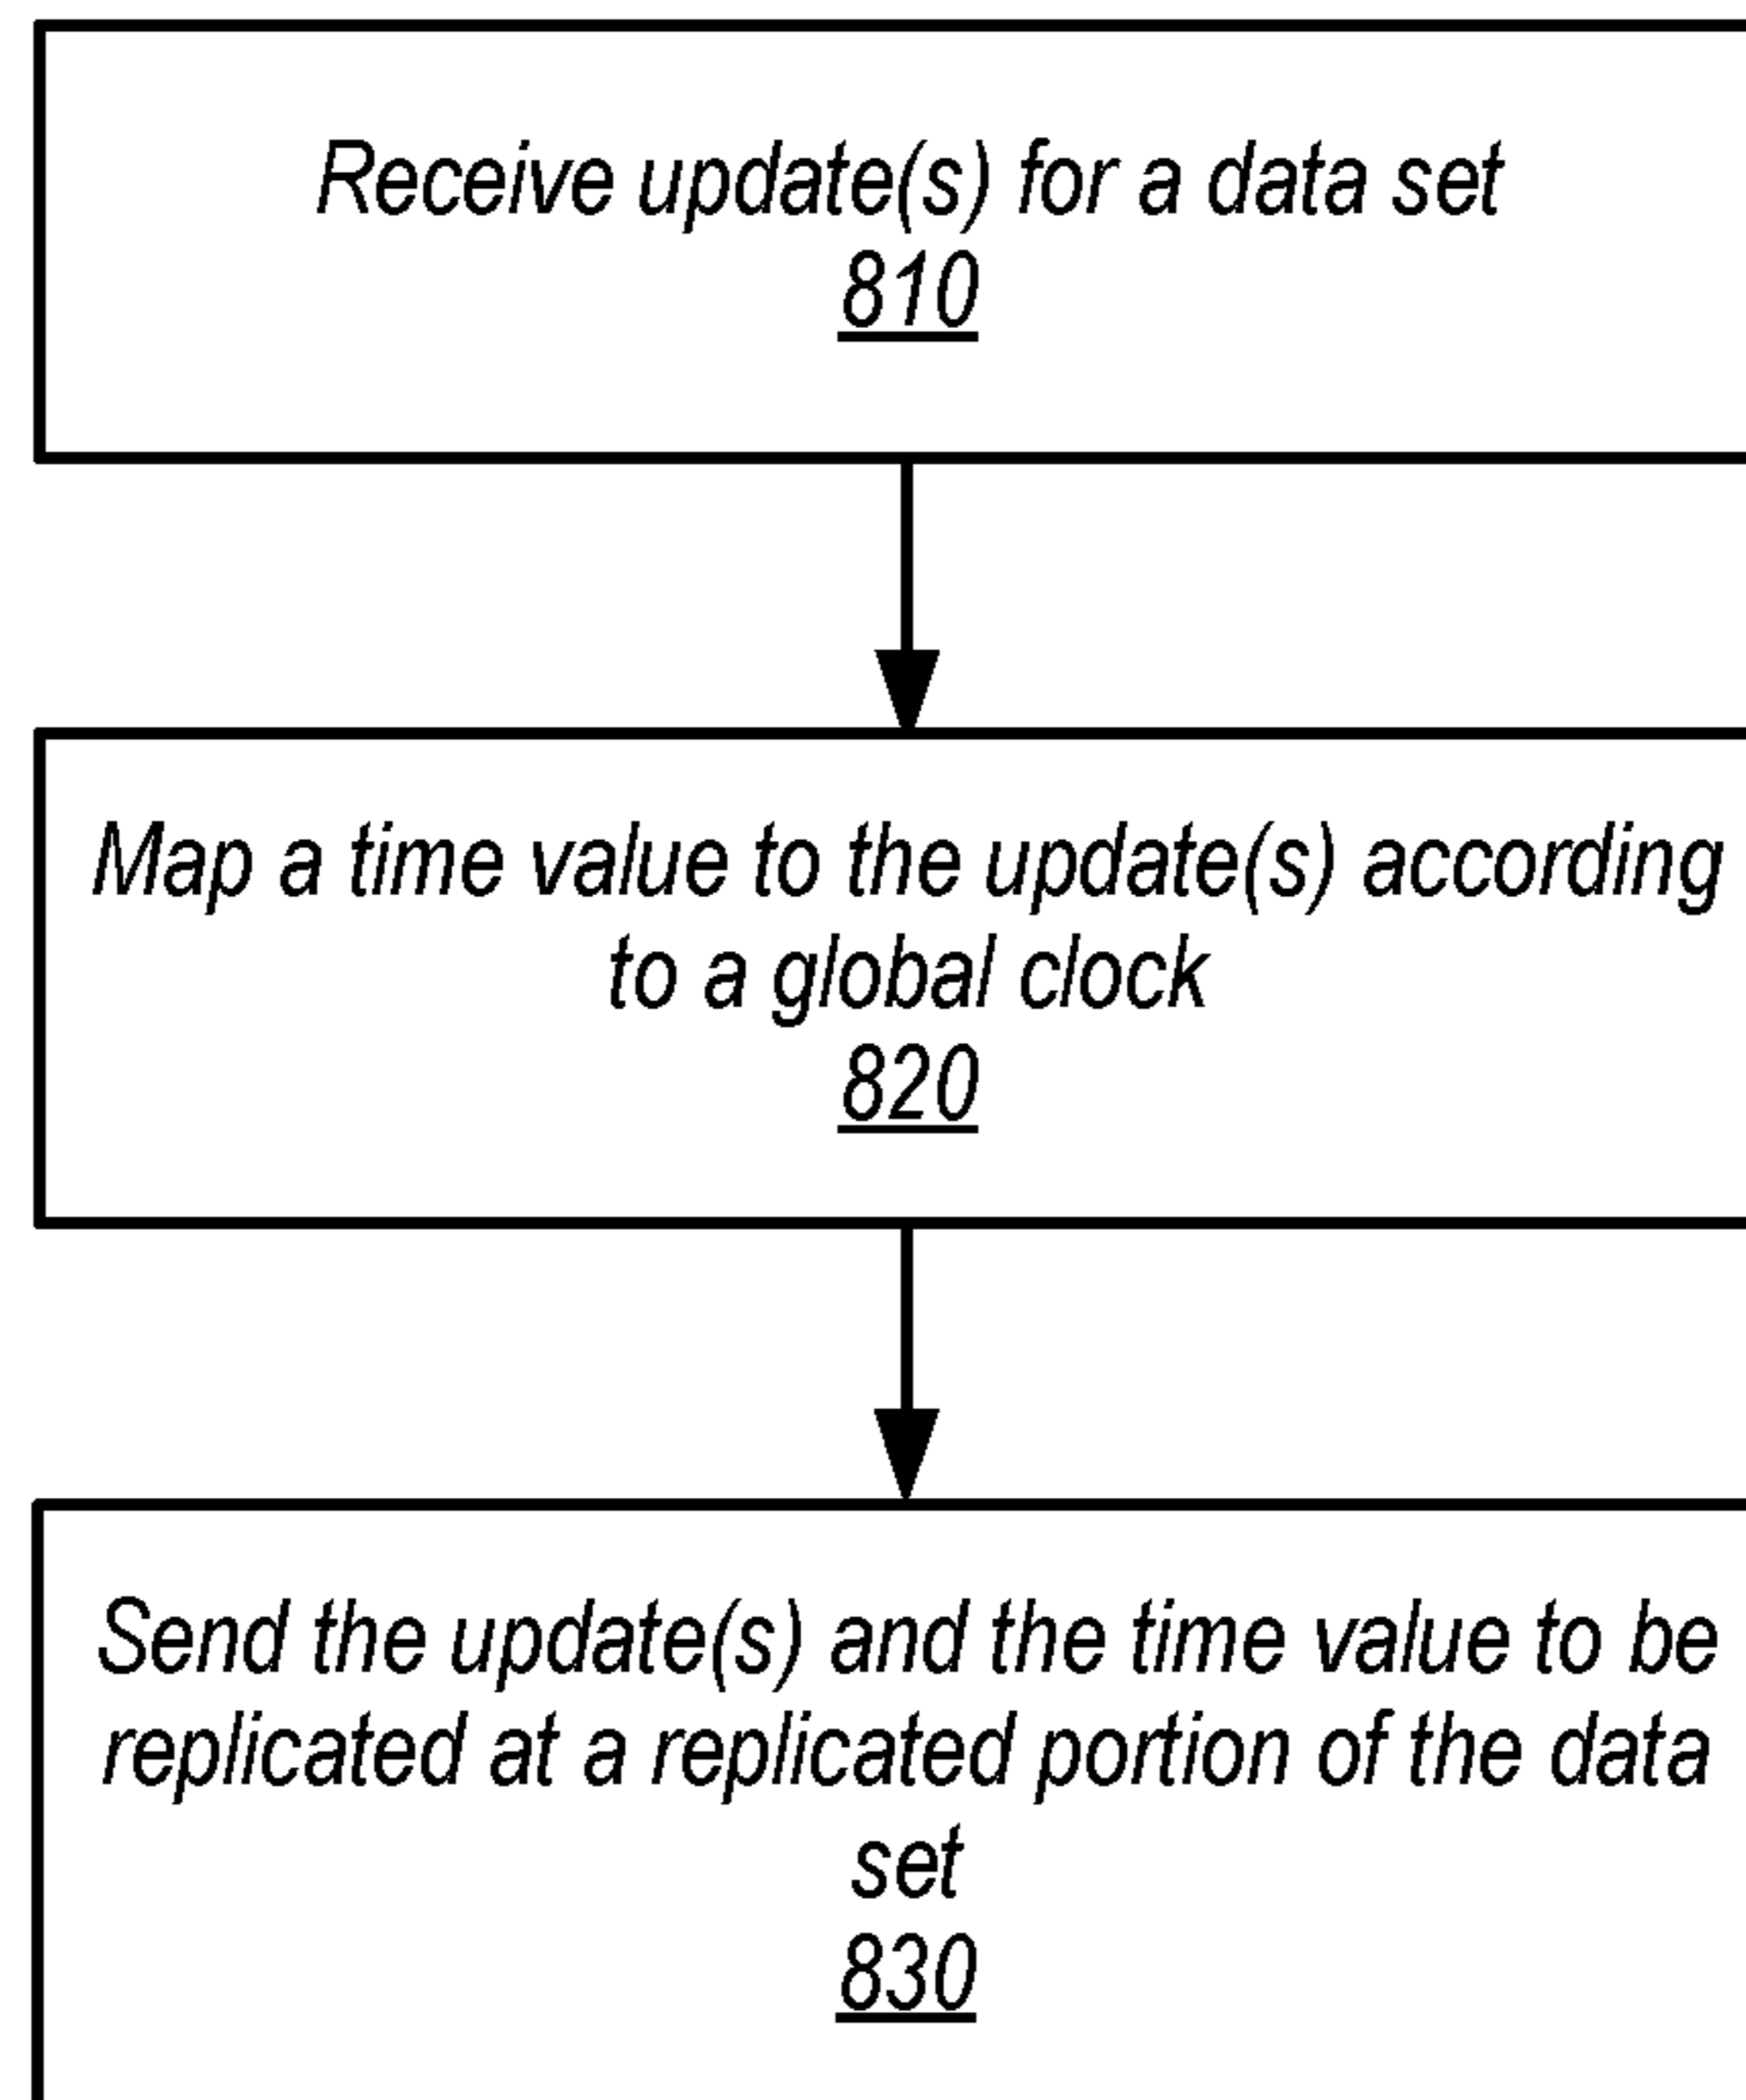 Receive update(s) for a data set
810
Map a time value to the update(s) according
to a global clock
820
Send the update(s) and the time value to be
replicated at a replicated portion of the data
set
830